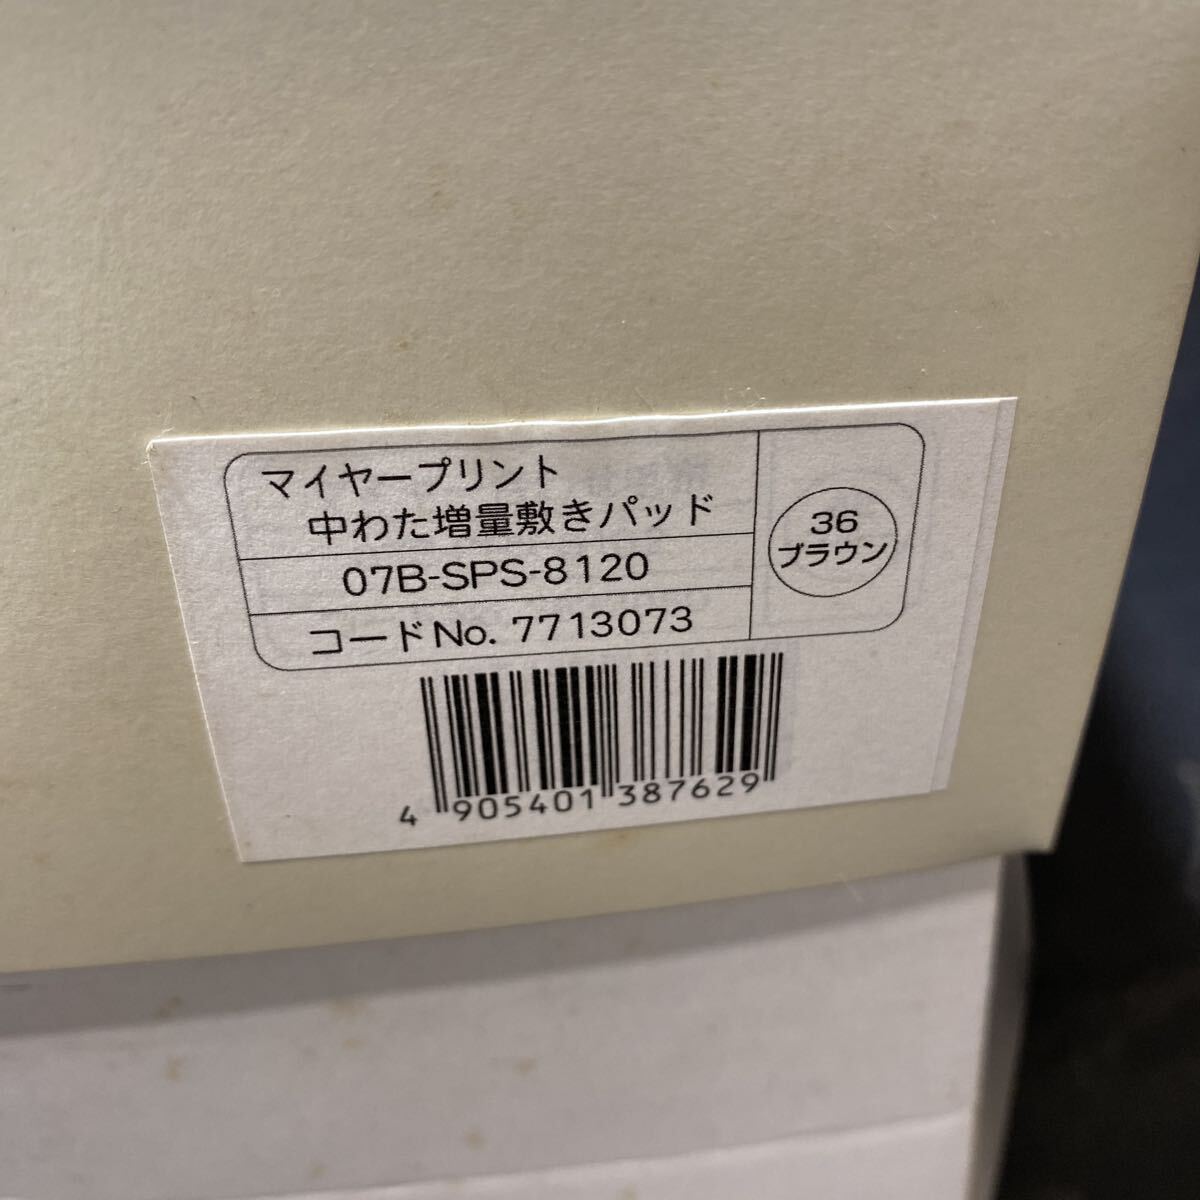 マイヤープリント
中わた増量敷きパッド
07B-SPS-8120
コードNo. 7713073
36
ブラウン
4 905401 387629